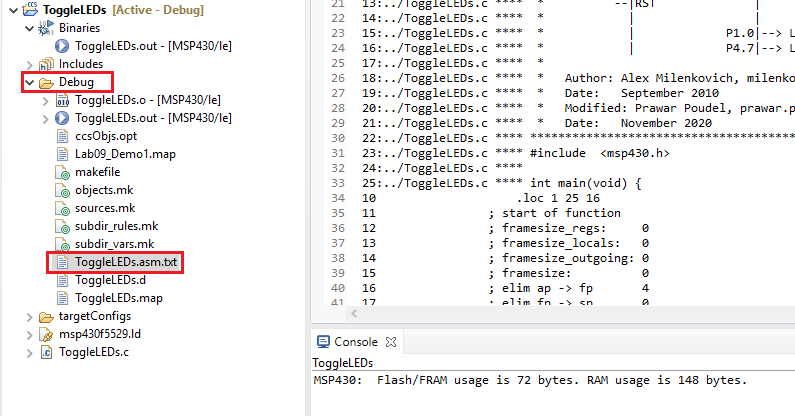 ToggleLEDs [Active - Debug]
Binaries
ToggleLEDs.out - [MSP430/le]
Includes
Debug
ToggleLEDs.o - [MSP430/le]
ToggleLEDs.out - [MSP430/le]
ccsObjs.opt
Lab09_Demo1.map
makefile
objects.mk
sources.mk
subdir_rules.mk
subdir_vars.mk
ToggleLEDs.asm.txt
ToggleLEDs.d
ToggleLEDs.map
targetConfigs
msp430f5529.ld
ToggleLEDs.c
21 13:../ToggleLEDs.c **** * --|RST |
22 14:../ToggleLEDs.c **** * | |
23 15:../ToggleLEDs.c **** * | P1.0|--> L
24 16:../ToggleLEDs.c **** * | P4.7|--> L
25 17:../ToggleLEDs.c **** *
26 18:../ToggleLEDs.c **** * Author: Alex Milenkovich, milenko
27 19:../ToggleLEDs.c **** * Date: September 2010
28 20:../ToggleLEDs.c **** * Modified: Prawar Poudel, prawar.p
29 21:../ToggleLEDs.c **** * Date: November 2020
30 22:../ToggleLEDs.c **** ****************************************
31 23:../ToggleLEDs.c **** #include <msp430.h>
32 24:../ToggleLEDs.c ****
33 25:../ToggleLEDs.c **** int main(void) {
34 10 .loc 1 25 16
35 11 ; start of function
36 12 ; framesize_regs: 0
37 13 ; framesize_locals: 0
38 14 ; framesize_outgoing: 0
39 15 ; framesize: 0
40 16 ; elim ap -> fp 4
41 17 ; elim fp -> sp 0
Console
ToggleLEDs
MSP430: Flash/FRAM usage is 72 bytes. RAM usage is 148 bytes.